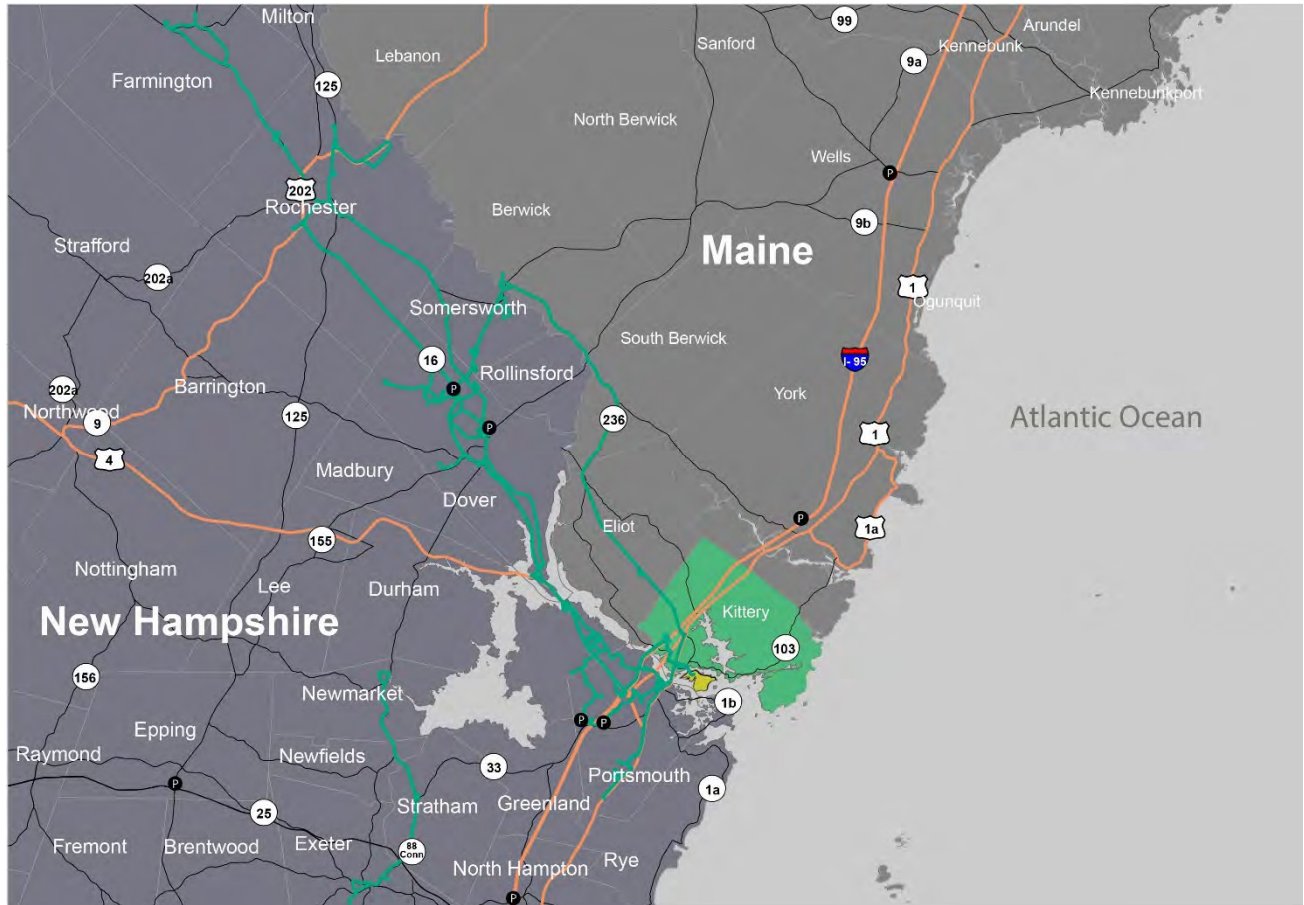 Milton
99
Arundel
Sanford
Kennebunk
Lebanon
9a
125
Farmington
Kennebunkport
North Berwick
Wells
P
202
Rochester
Berwick
9b
Strafford
Maine
202a
1
Ogunquit
Somersworth
South Berwick
16
I-95
Rollinsford
P
202a
Barrington
York
Northwood
9
125
236
Atlantic Ocean
P
1
4
Madbury
Dover
P
Eliot
1a
155
Nottingham
Lee
Durham
Kittery
New Hampshire
103
156
Newmarket
1b
P
P
Epping
Raymond
Newfields
33
Portsmouth
P
1a
Stratham
Greenland
25
Exeter
Fremont
Brentwood
88
Conn
Rye
North Hampton
P